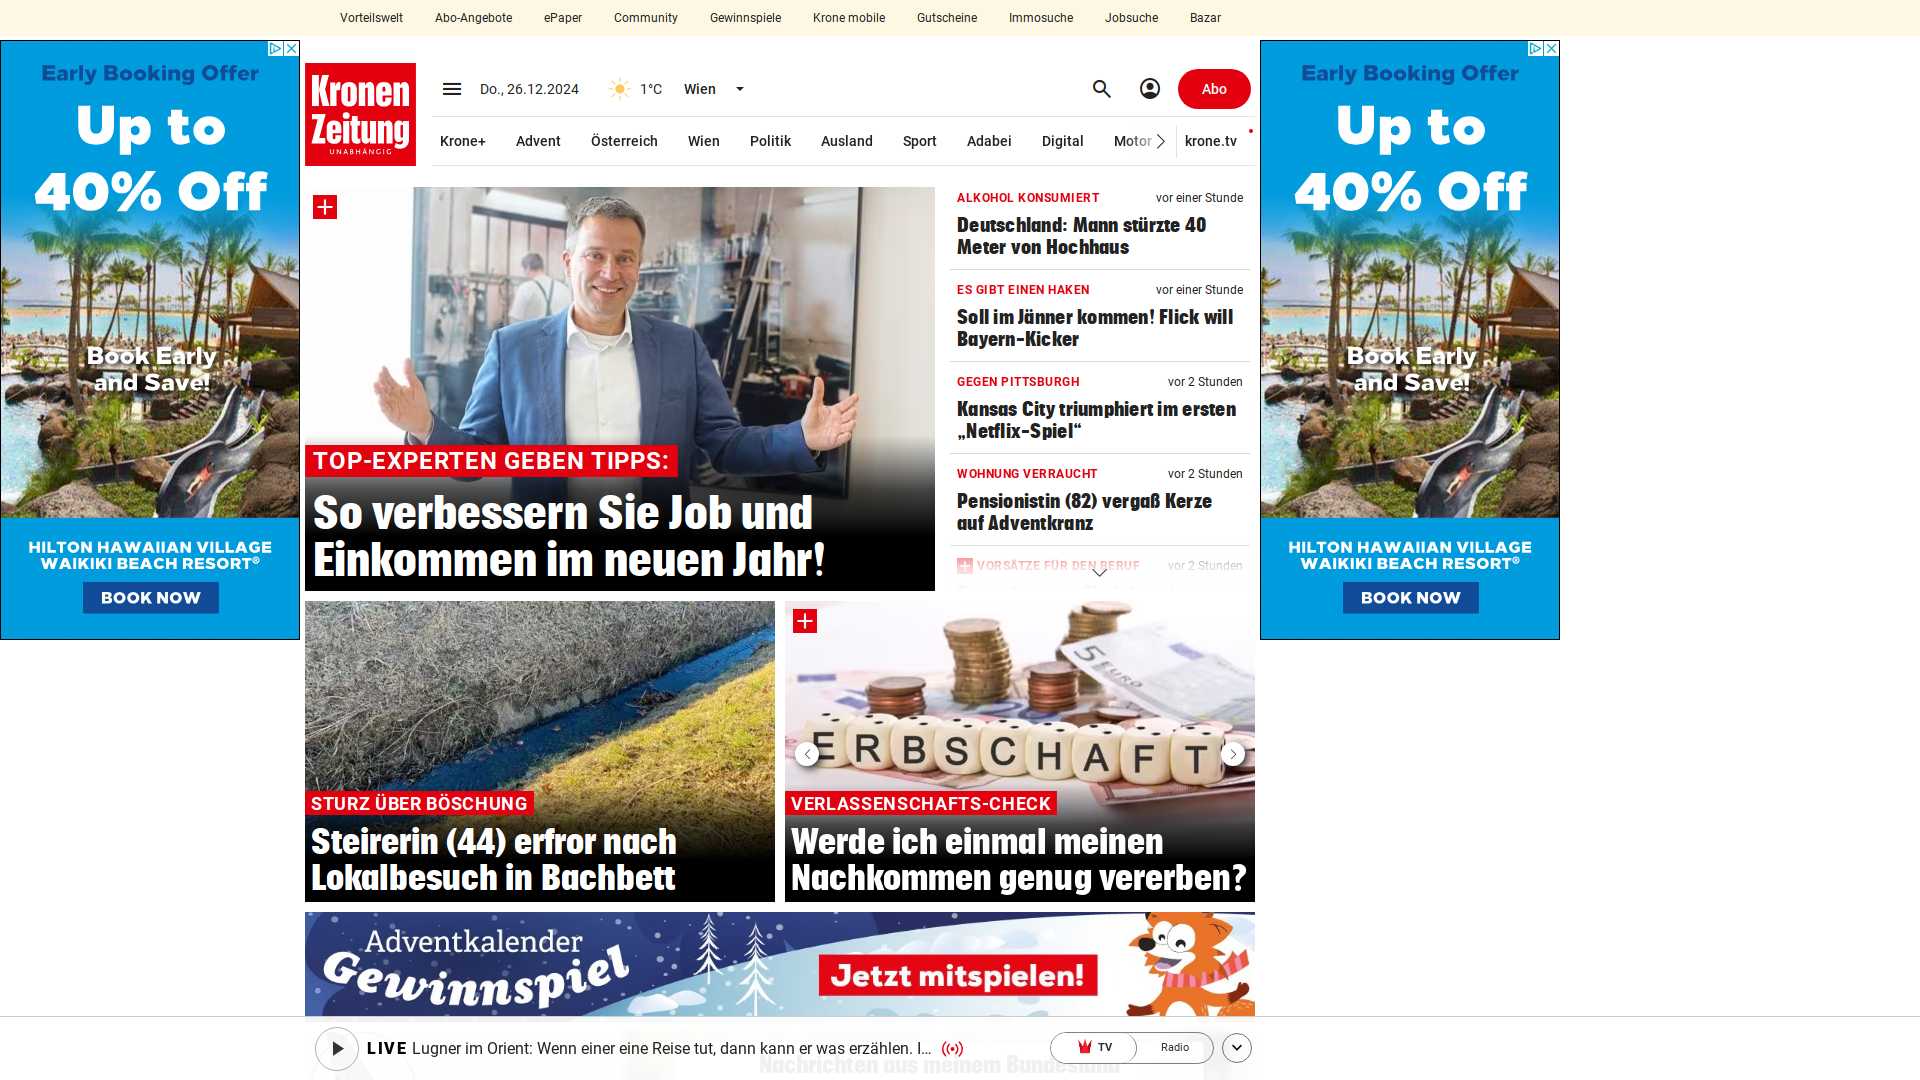 Vorteilswelt Abo-Angebote ePaper Community Gewinnspiele Krone mobile Gutscheine Immosuche Jobsuche Bazar
Early Booking Offer
Up to
40% Off
Book Early
and Save!
HILTON HAWAIIAN VILLAGE
WAIKIKI BEACH RESORT®
BOOK NOW
Kronen
Zeitung
UNABHÄNGIG
Do., 26.12.2024 1°C Wien Abo
Krone+ Advent Österreich Wien Politik Ausland Sport Adabei Digital Motor krone.tv
TOP-EXPERTEN GEBEN TIPPS:
So verbessern Sie Job und
Einkommen im neuen Jahr!
ALKOHOL KONSUMIERT vor einer Stunde
Deutschland: Mann stürzte 40
Meter von Hochhaus
ES GIBT EINEN HAKEN vor einer Stunde
Soll im Jänner kommen! Flick will
Bayern-Kicker
GEGEN PITTSBURGH vor 2 Stunden
Kansas City triumphiert im ersten
„Netflix-Spiel“
WOHNUNG VERRAUCHT vor 2 Stunden
Pensionistin (82) vergaß Kerze
auf Adventkranz
VORSÄTZE FÜR DEN BERUF vor 2 Stunden
Early Booking Offer
Up to
40% Off
Book Early
and Save!
HILTON HAWAIIAN VILLAGE
WAIKIKI BEACH RESORT®
BOOK NOW
STURZ ÜBER BÖSCHUNG
Steirerin (44) erfror nach
Lokalbesuch in Bachbett
5 EURO
ERBSCHAFT
VERLASSENSCHAFTS-CHECK
Werde ich einmal meinen
Nachkommen genug vererben?
Adventkalender
Gewinnspiel
Jetzt mitspielen!
LIVE Lugner im Orient: Wenn einer eine Reise tut, dann kann er was erzählen. I... TV Radio
Nachrichten aus meinem Bundesland